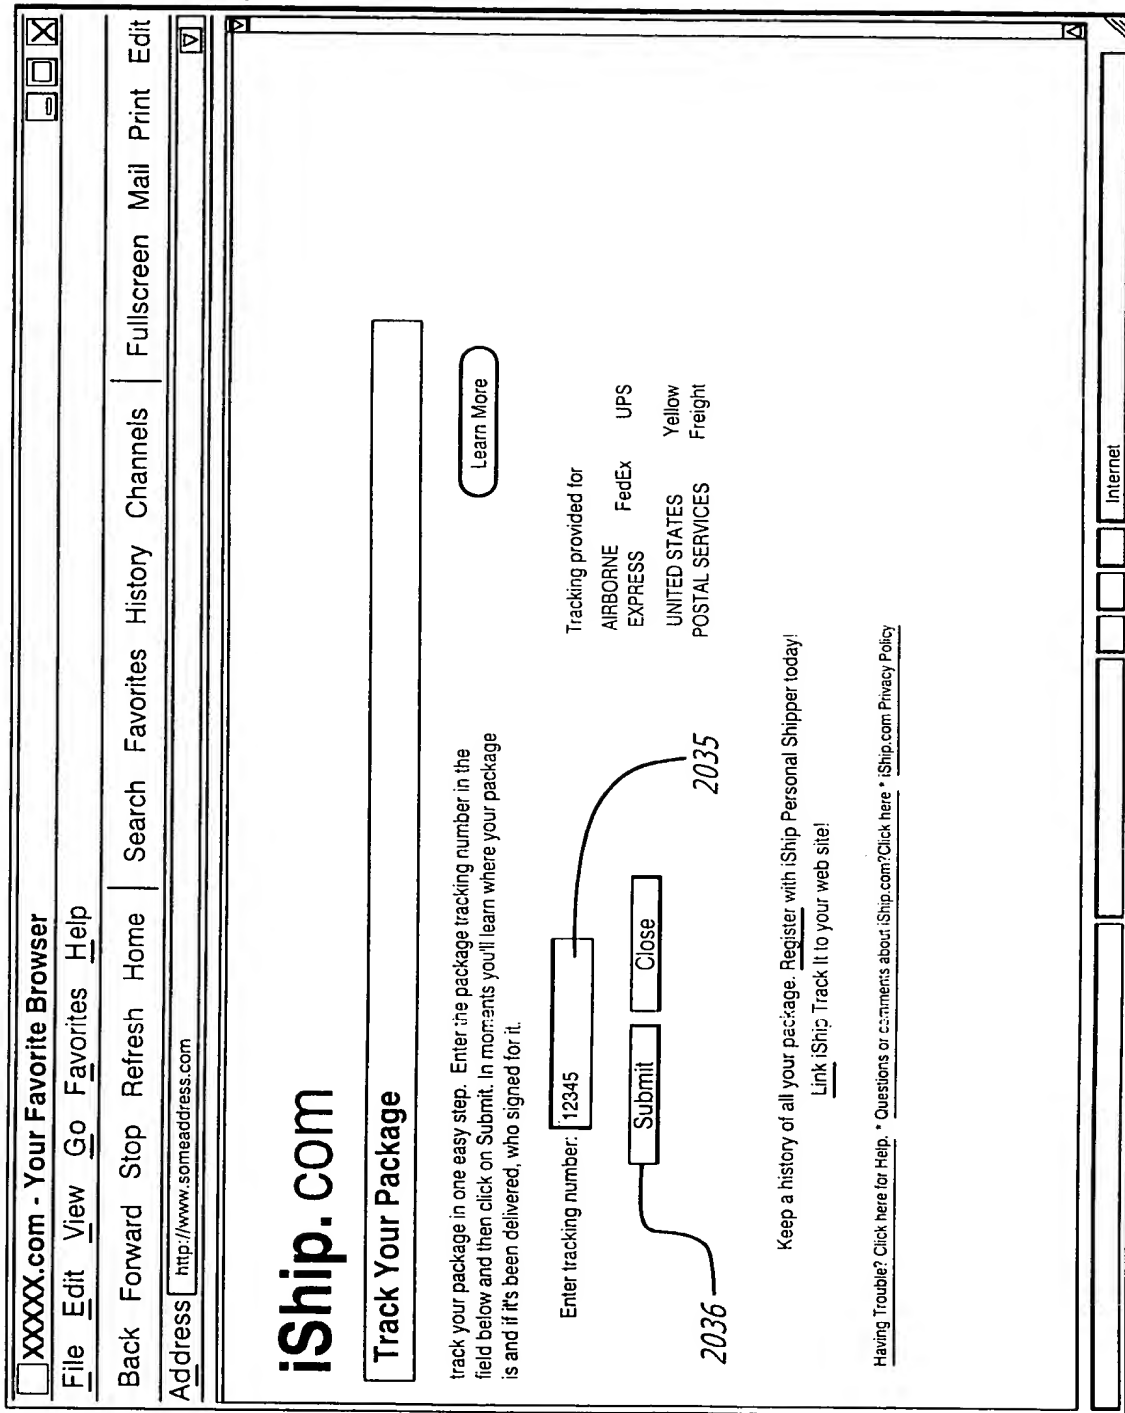 XXXXX.com - Your Favorite Browser
File Edit View Go Favorites Help
Back Forward Stop Refresh Home Search Favorites History Channels Fullscreen Mail Print Edit
Address http://www.someaddress.com
iShip.com
Track Your Package
track your package in one easy step. Enter the package tracking number in the
field below and then click on Submit. In moments you'll learn where your package
is and if it's been delivered, who signed for it.
Learn More
Enter tracking number: 12345
Submit Close
2035
2036
Tracking provided for
AIRBORNE EXPRESS FedEx UPS
UNITED STATES POSTAL SERVICES Yellow Freight
Keep a history of all your package. Register with iShip Personal Shipper today!
Link iShip Track It to your web site!
Having Trouble? Click here for Help. * Questions or comments about iShip.com?Click here * iShip.com Privacy Policy
Internet